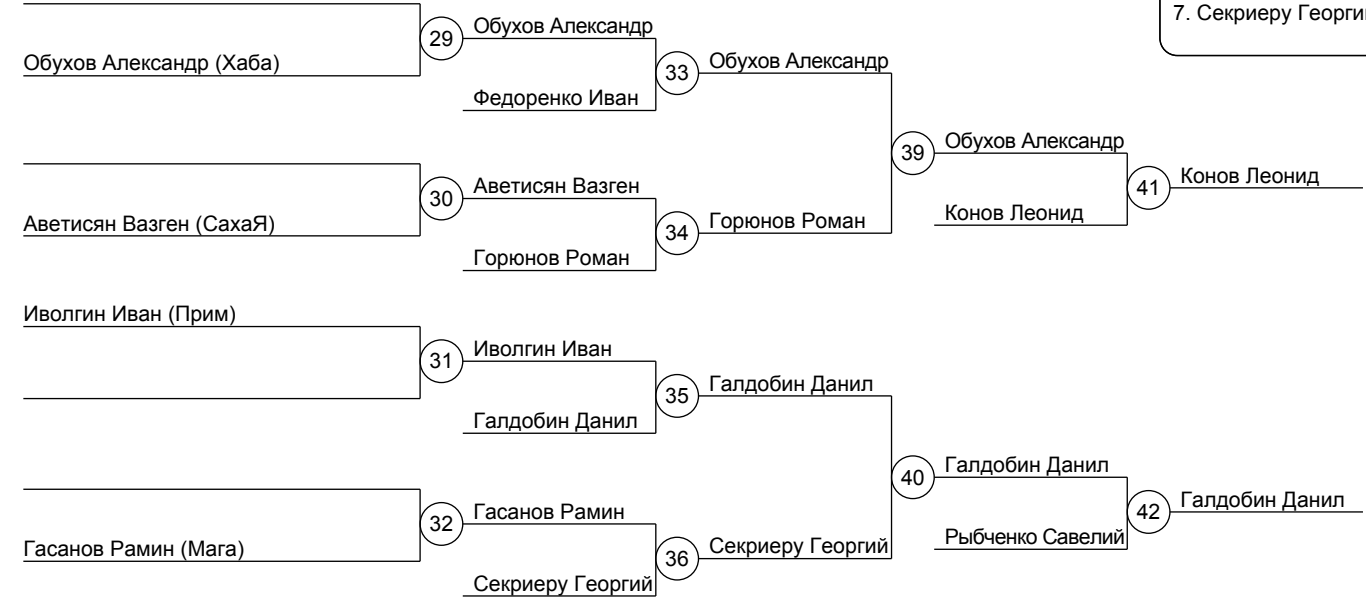 7. Секриеру Георгий
Обухов Александр (Хаба)
29
Обухов Александр
Федоренко Иван
33
Обухов Александр
Аветисян Вазген (СахаЯ)
30
Аветисян Вазген
Горюнов Роман
34
Горюнов Роман
39
Обухов Александр
Конов Леонид
41
Конов Леонид
Иволгин Иван (Прим)
31
Иволгин Иван
Галдобин Данил
35
Галдобин Данил
Гасанов Рамин (Мага)
32
Гасанов Рамин
Секриеру Георгий
36
Секриеру Георгий
40
Галдобин Данил
Рыбченко Савелий
42
Галдобин Данил